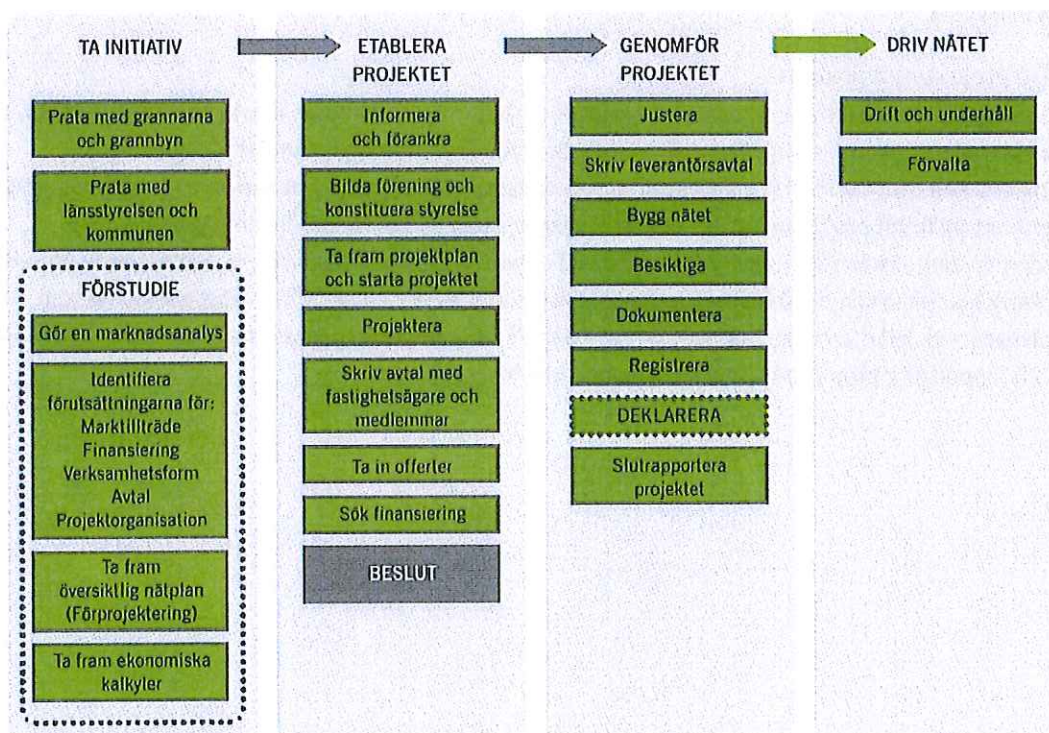 TA INITIATIV
Prata med grannarna
och grannbyn
Prata med
länsstyrelsen och
kommunen
FÖRSTUDIE
Gör en marknadsanalys
Identifiera
förutsättningarna för:
Marktillträde
Finansiering
Verksamhetsform
Avtal
Projektorganisation
Ta fram
översiktlig nätplan
(Förprojektering)
Ta fram ekonomiska
kalkyler
ETABLERA
PROJEKTET
Informera
och förankra
Bilda förening och
konstituera styrelse
Ta fram projektplan
och starta projektet
Projektera
Skriv avtal med
fastighetsägare och
medlemmar
Ta in offerter
Sök finansiering
BESLUT
GENOMFÖR
PROJEKTET
Justera
Skriv leverantörsavtal
Bygg nätet
Besiktiga
Dokumentera
Registrera
DEKLARERA
Slutrapportera
projektet
DRIV NÄTET
Drift och underhåll
Förvalta